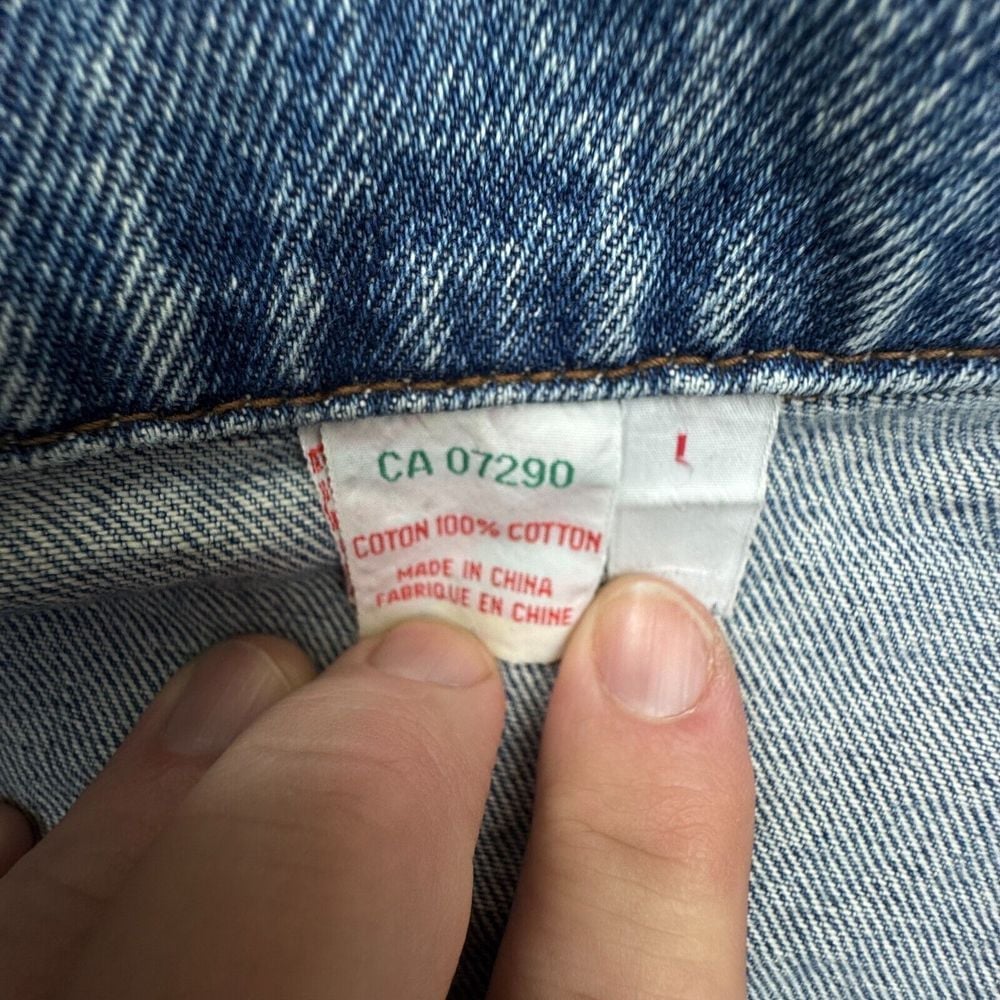 CA 07290
L
COTON 100% COTTON
MADE IN CHINA
FABRIQUE EN CHINE